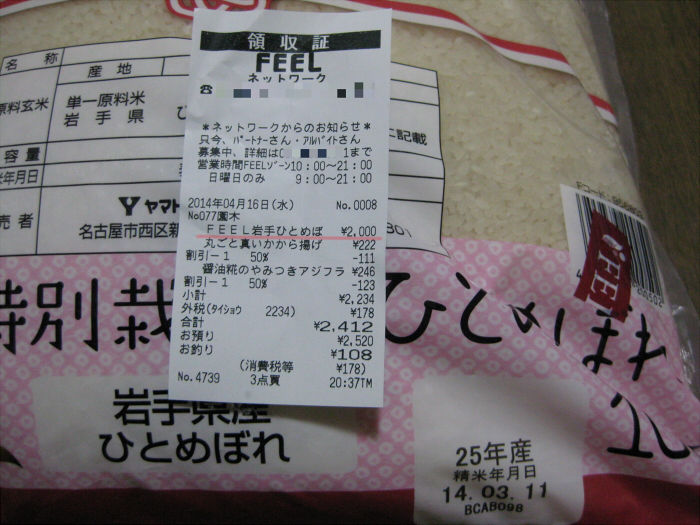 領収証
FEEL
ネットワーク
☎
*ネットワークからのお知らせ*
只今、パートナーさん・アルバイトさん
募集中、詳細は0 1まで
営業時間FEELゾーン10:00〜21:00
日曜日のみ 9:00〜21:00
2014年04月16日(水) No.0008
No077園木
FEEL岩手ひとめぼ ¥2,000
丸ごと真いかから揚げ ¥222
割引-1 50% -111
醤油糀のやみつきアジフラ ¥246
割引-1 50% -123
小計 ¥2,234
外税(タイショウ 2234) ¥178
合計 ¥2,412
お預り ¥2,520
お釣り ¥108
(消費税等 ¥178)
No.4739 3点買 20:37TM
名称
産地
原料玄米
単一原料米
岩手県 ひ
に記載
容量
年月日
売者
ヤマト
名古屋市西区新
特別栽 ひとめぼれ
岩手県産
ひとめぼれ
25年産
精米年月日
14.03.11
BCAB098